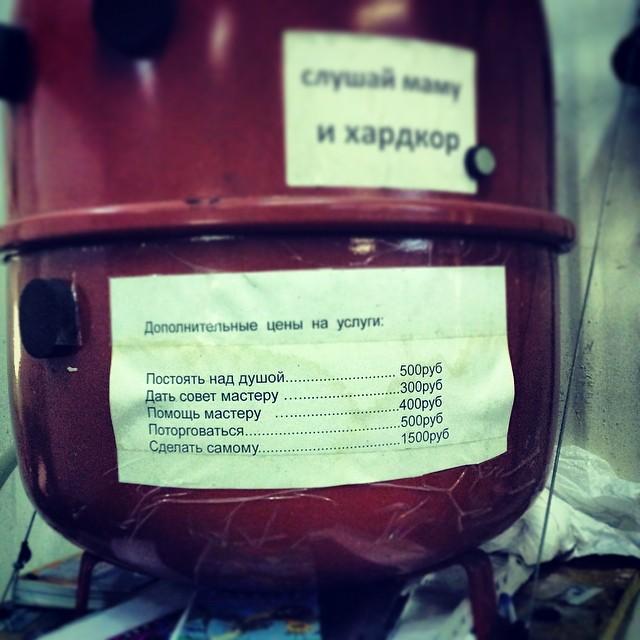 слушай маму
и хардкор
Дополнительные цены на услуги:
Постоять над душой.......................... 500руб
Дать совет мастеру ........................... 300руб
Помощь мастеру ............................400руб
Поторговаться.................................. 500руб
Сделать самому............................... 1500руб